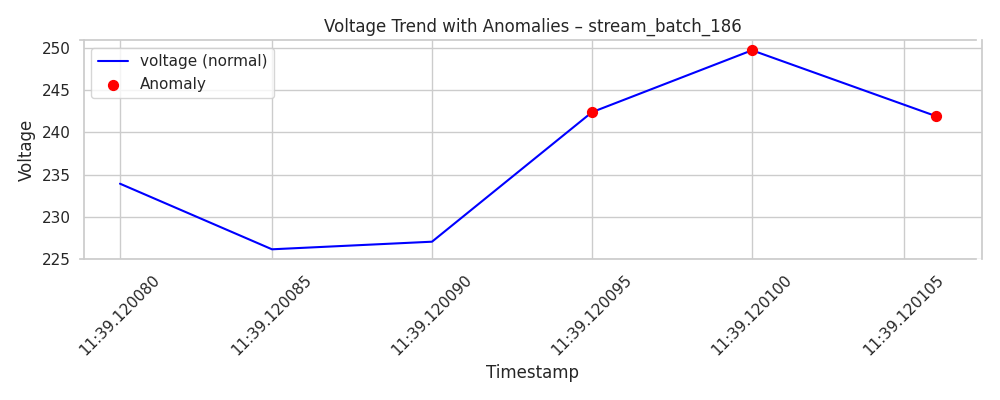 Voltage Trend with Anomalies – stream_batch_186
voltage (normal)
Anomaly
Voltage
250
245
240
235
230
225
11:39.120080
11:39.120085
11:39.120090
11:39.120095
11:39.120100
11:39.120105
Timestamp